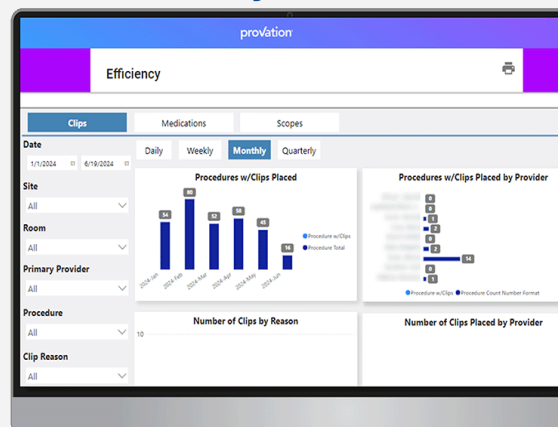 provation
Efficiency
Clips Medications Scopes
Date
1/1/2024 6/19/2024
Daily Weekly Monthly Quarterly
Site
All
Room
All
Primary Provider
All
Procedure
All
Clip Reason
All
Procedures w/Clips Placed
54 80 52 58 45 16
2024-Jan 2024-Feb 2024-Mar 2024-Apr 2024-May 2024-Jun
Procedure w/Clips
Procedure Total
Procedures w/Clips Placed by Provider
0
0
1
2
0
2
14
0
1
Procedure w/Clips Procedure Count Number Format
Number of Clips by Reason
10
Number of Clips Placed by Provider